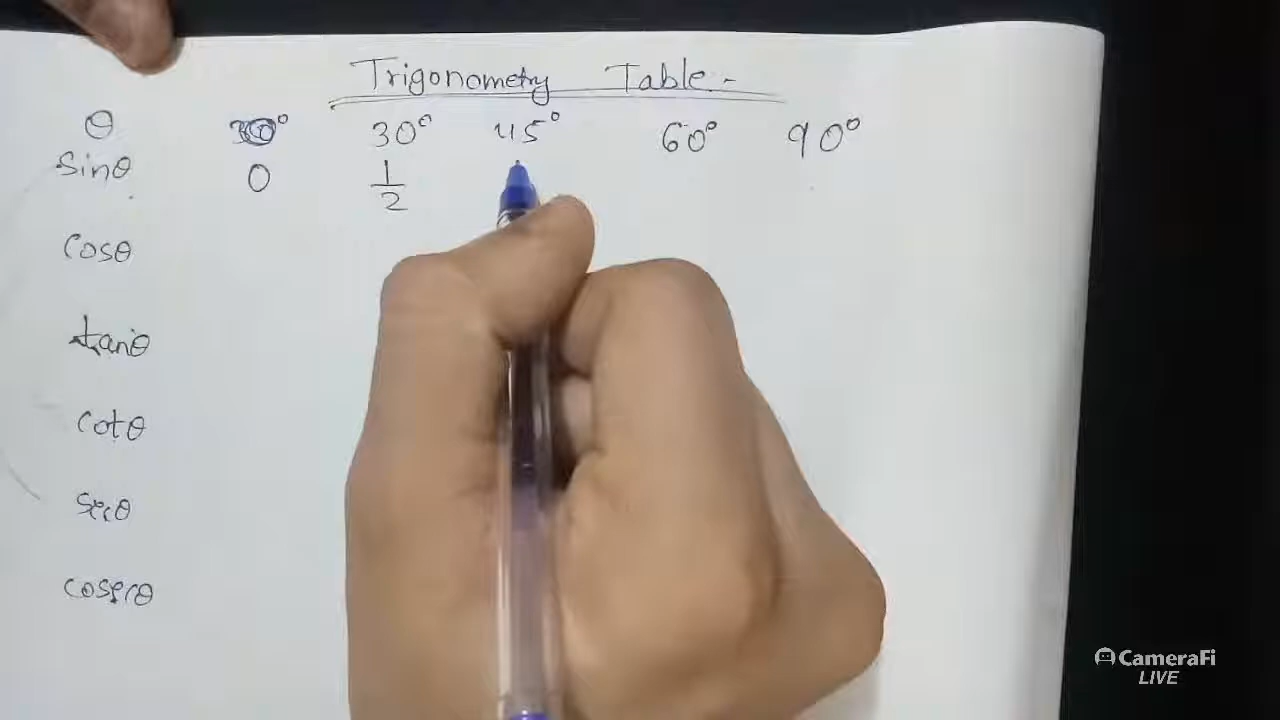 Trigonometry Table -
θ 0° 30° 45° 60° 90°
sinθ 0 1/2
cosθ
tanθ
cotθ
secθ
cosecθ
CameraFi
LIVE